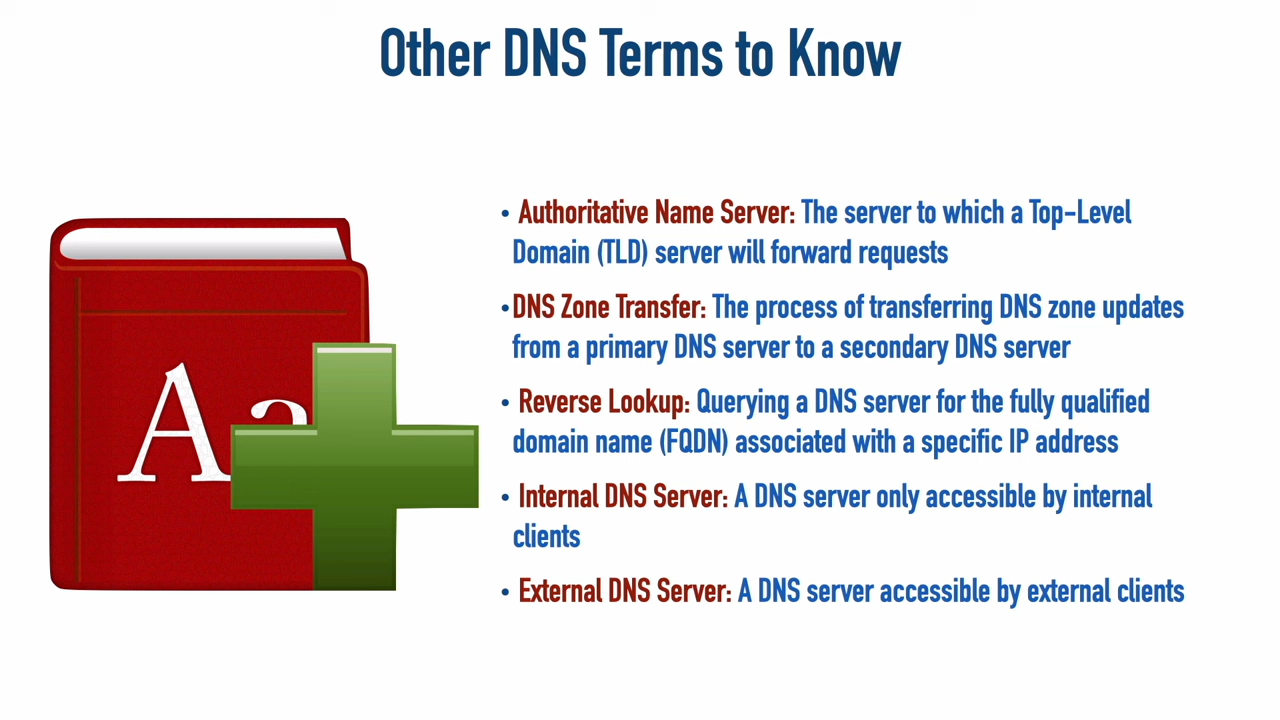 Other DNS Terms to Know
• Authoritative Name Server: The server to which a Top-Level
Domain (TLD) server will forward requests
•DNS Zone Transfer: The process of transferring DNS zone updates
from a primary DNS server to a secondary DNS server
• Reverse Lookup: Querying a DNS server for the fully qualified
domain name (FQDN) associated with a specific IP address
• Internal DNS Server: A DNS server only accessible by internal
clients
• External DNS Server: A DNS server accessible by external clients
Aa